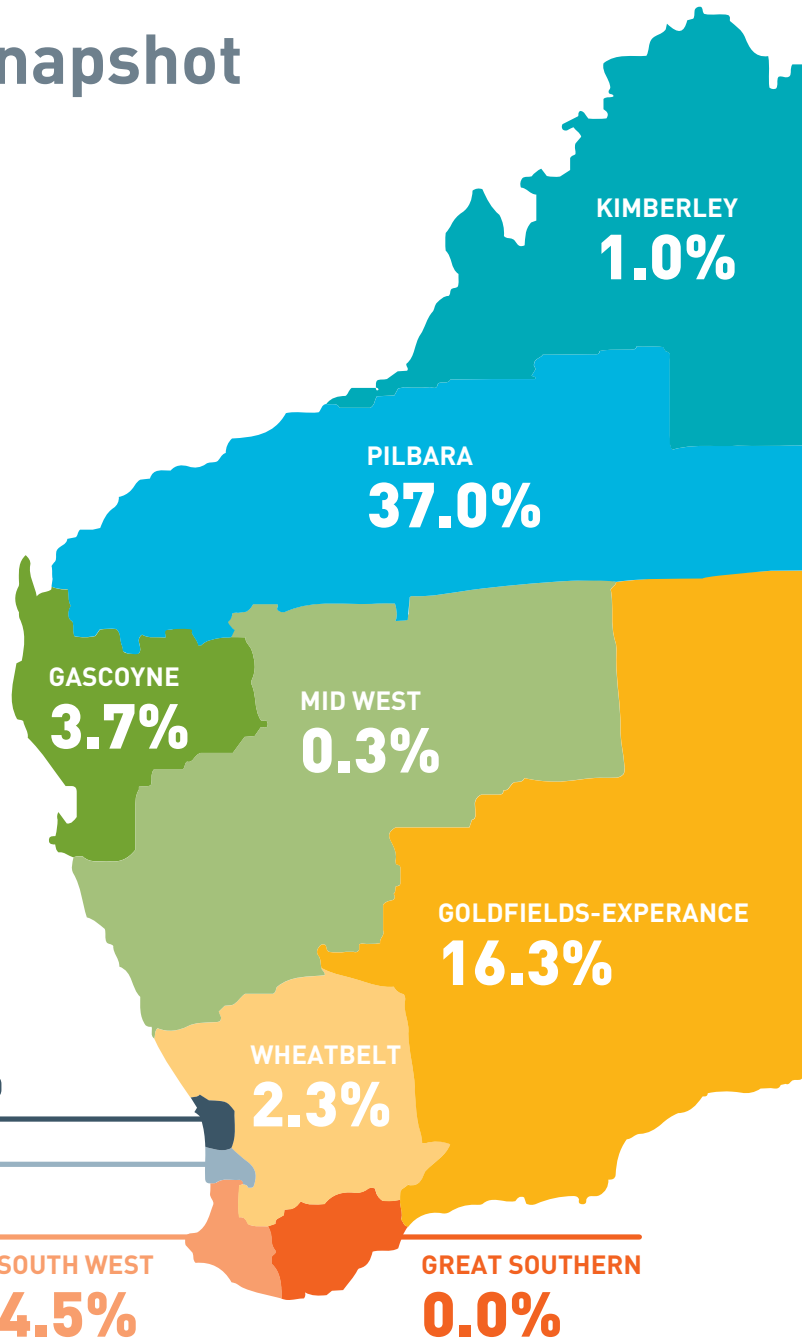 napshot
KIMBERLEY
1.0%
PILBARA
37.0%
GASCOYNE
3.7%
MID WEST
0.3%
GOLDFIELDS-EXPERANCE
16.3%
WHEATBELT
2.3%
SOUTH WEST
4.5%
GREAT SOUTHERN
0.0%